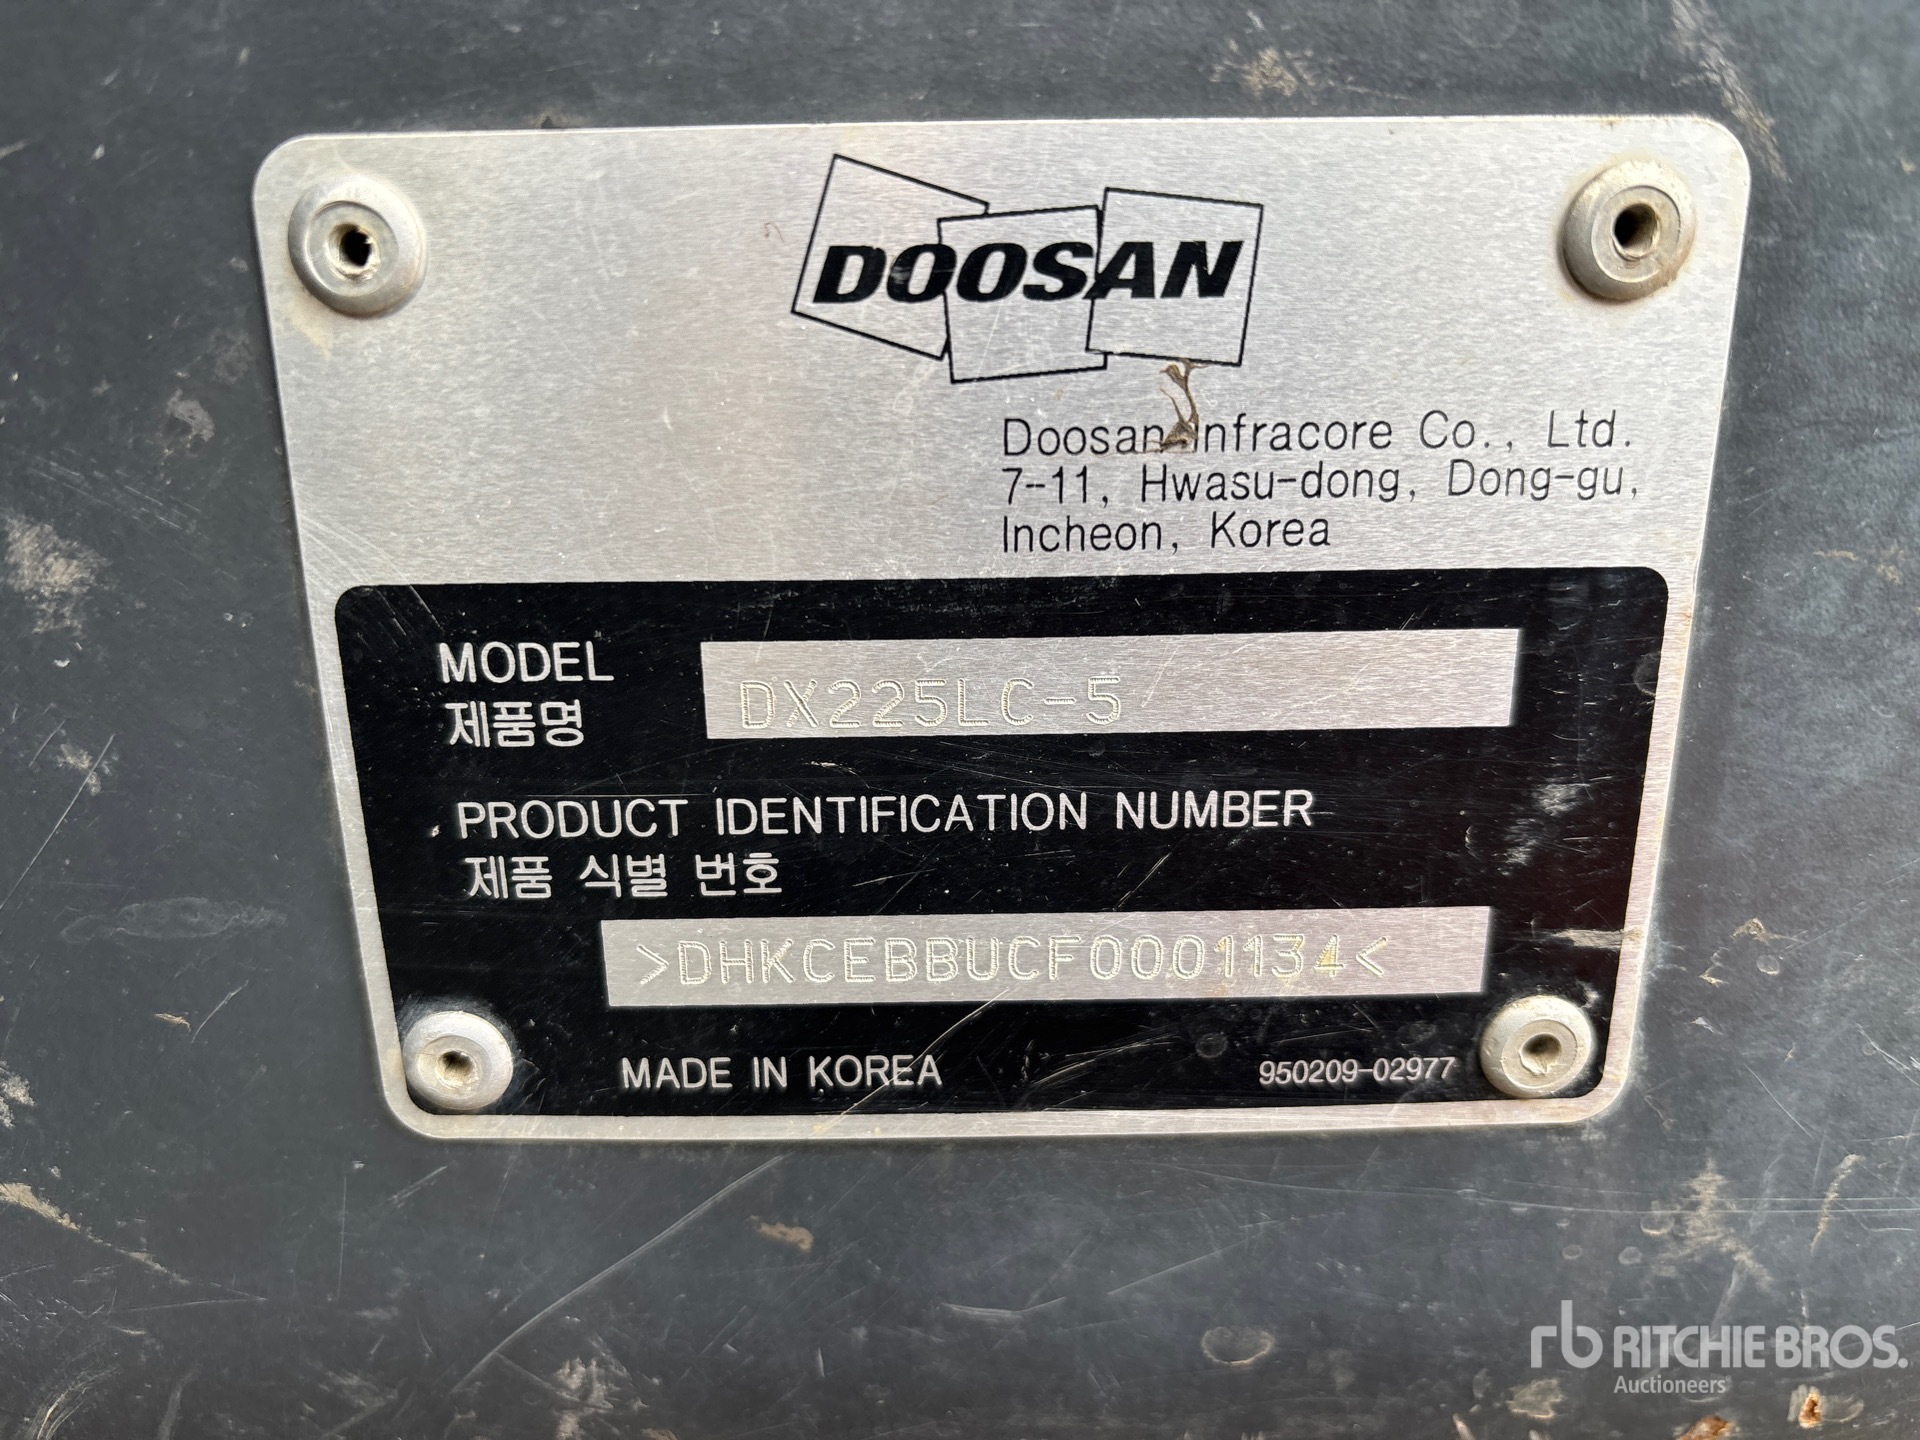 DOOSAN
Doosan Infracore Co., Ltd.
7-11, Hwasu-dong, Dong-gu,
Incheon, Korea
MODEL
제품명
DX225LC-5
PRODUCT IDENTIFICATION NUMBER
제품 식별 번호
>DHKCEBBUCF0001134<
MADE IN KOREA
950209-02977
rb RITCHIE BROS.
Auctioneers